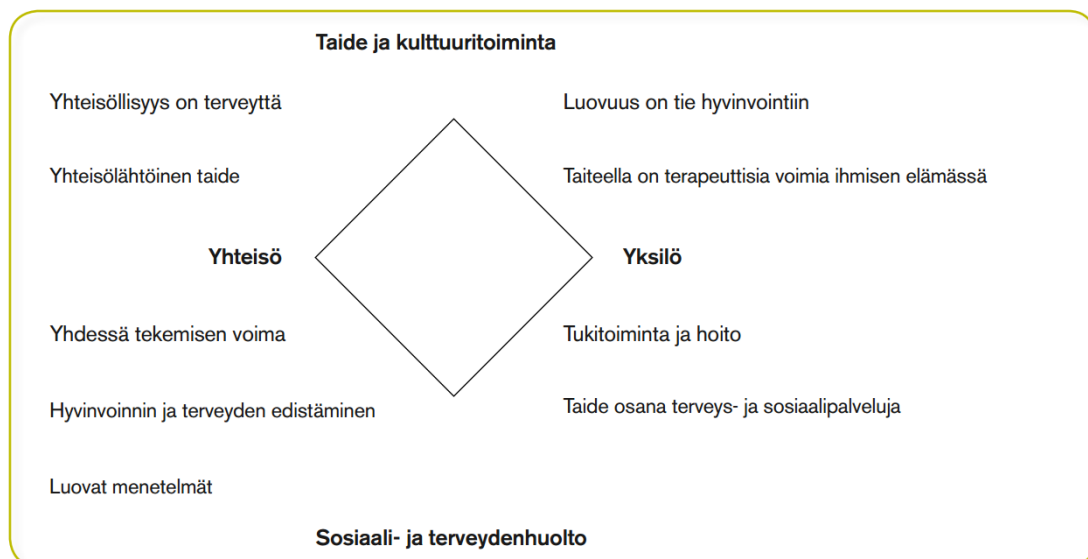 Taide ja kulttuuritoiminta
Yhteisöllisyys on terveyttä
Luovuus on tie hyvinvointiin
Yhteisölähtöinen taide
Taiteella on terapeuttisia voimia ihmisen elämässä
Yhteisö
Yksilö
Yhdessä tekemisen voima
Tukitoiminta ja hoito
Hyvinvoinnin ja terveyden edistäminen
Taide osana terveys- ja sosiaalipalveluja
Luovat menetelmät
Sosiaali- ja terveydenhuolto